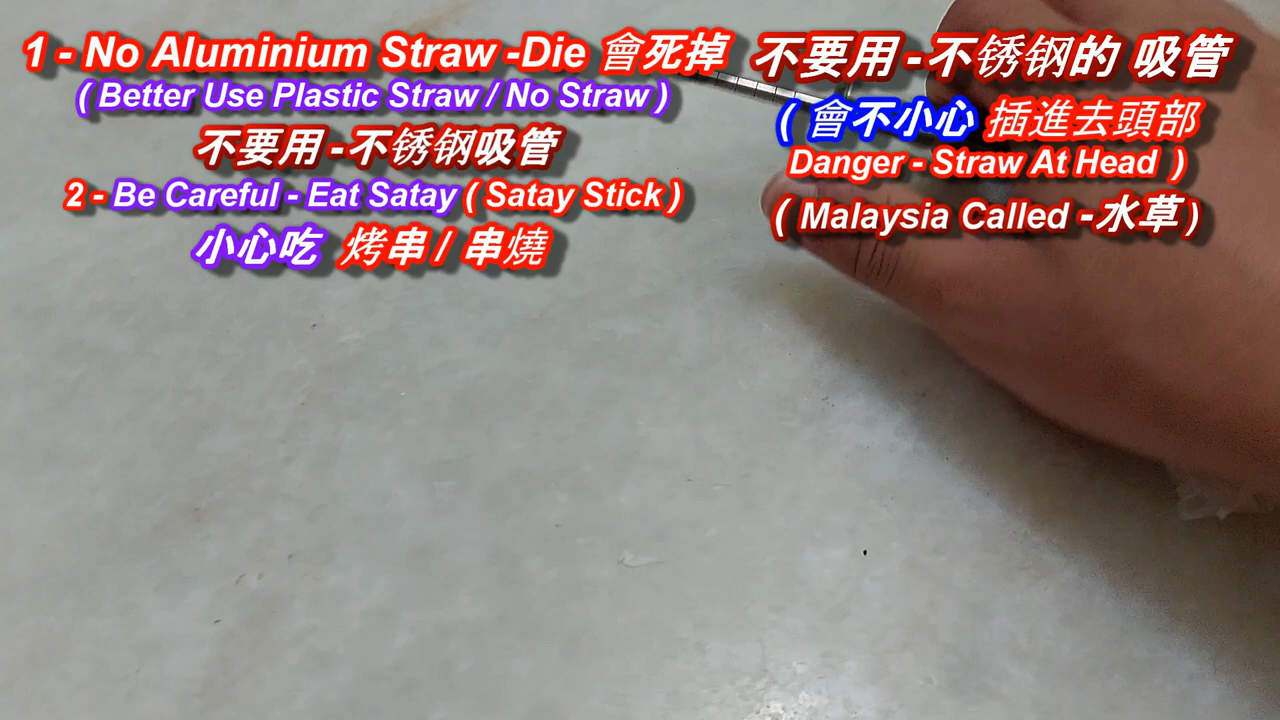 1 - No Aluminium Straw -Die 會死掉
( Better Use Plastic Straw / No Straw )
不要用 -不锈钢吸管
2 - Be Careful - Eat Satay ( Satay Stick )
小心吃 烤串 / 串燒
不要用 -不锈钢的 吸管
( 會不小心 插進去頭部
Danger - Straw At Head )
( Malaysia Called -水草 )